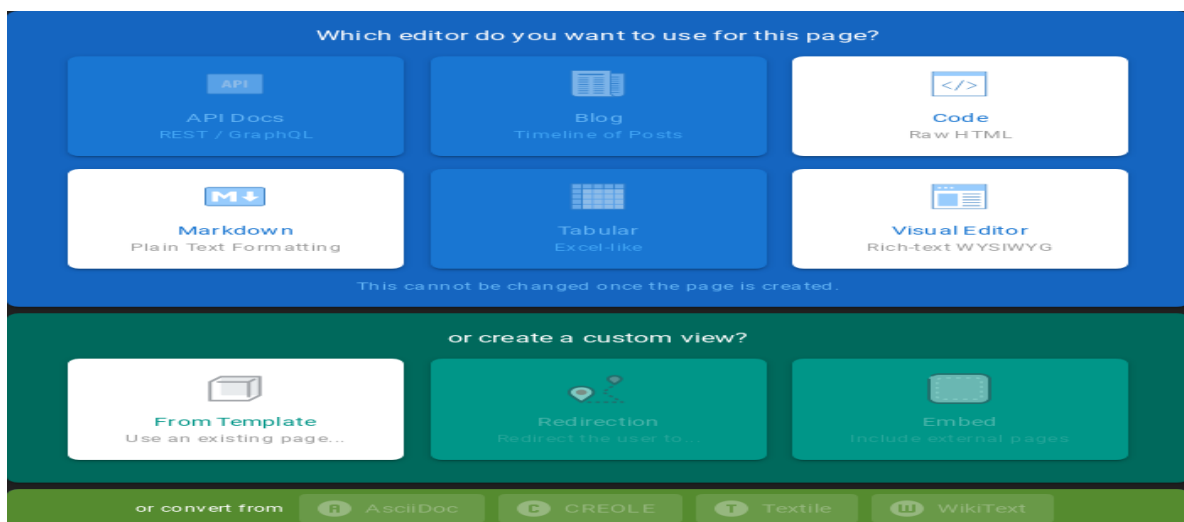 Which editor do you want to use for this page?
API
API Docs
REST / GraphQL
Blog
Timeline of Posts
</>
Code
Raw HTML
M
Markdown
Plain Text Formatting
Tabular
Excel-like
Visual Editor
Rich-text WYSIWYG
This cannot be changed once the page is created.
or create a custom view?
From Template
Use an existing page...
Redirection
Redirect the user to...
Embed
Include external pages
or convert from A AsciiDoc C CREOLE T Textile W WikiText